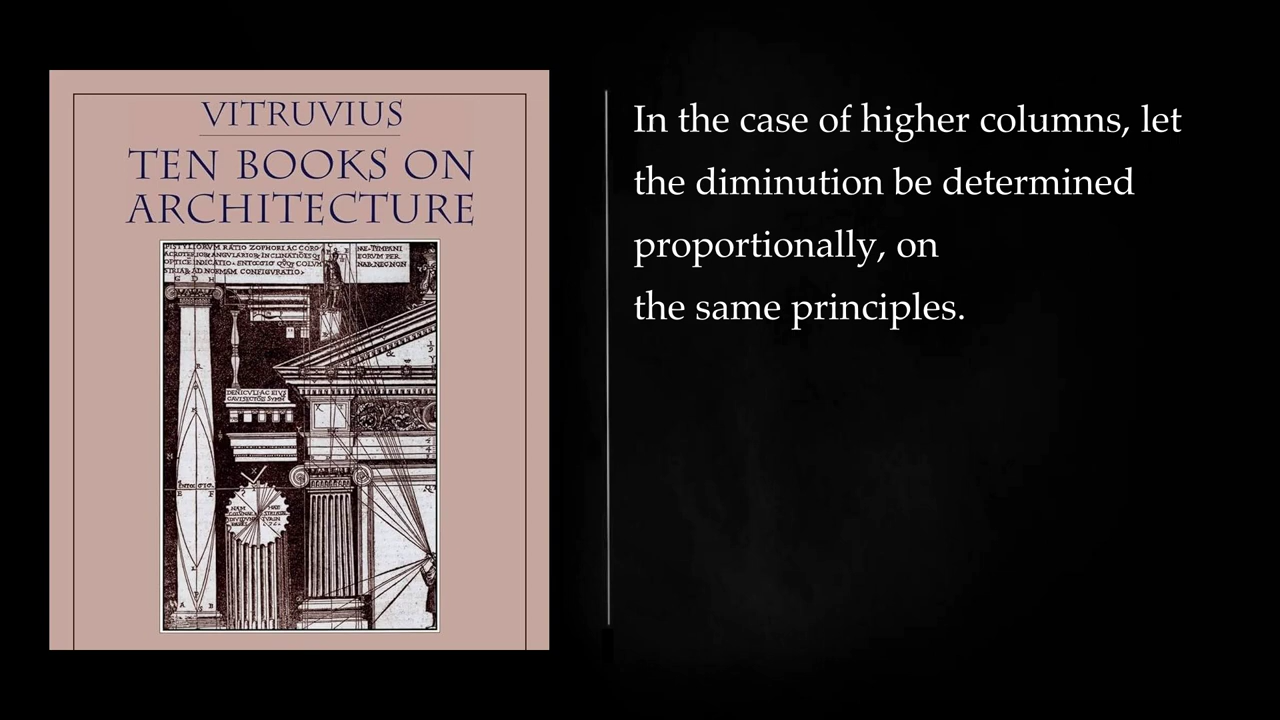 VITRUVIUS
TEN BOOKS ON
ARCHITECTURE
In the case of higher columns, let
the diminution be determined
proportionally, on
the same principles.